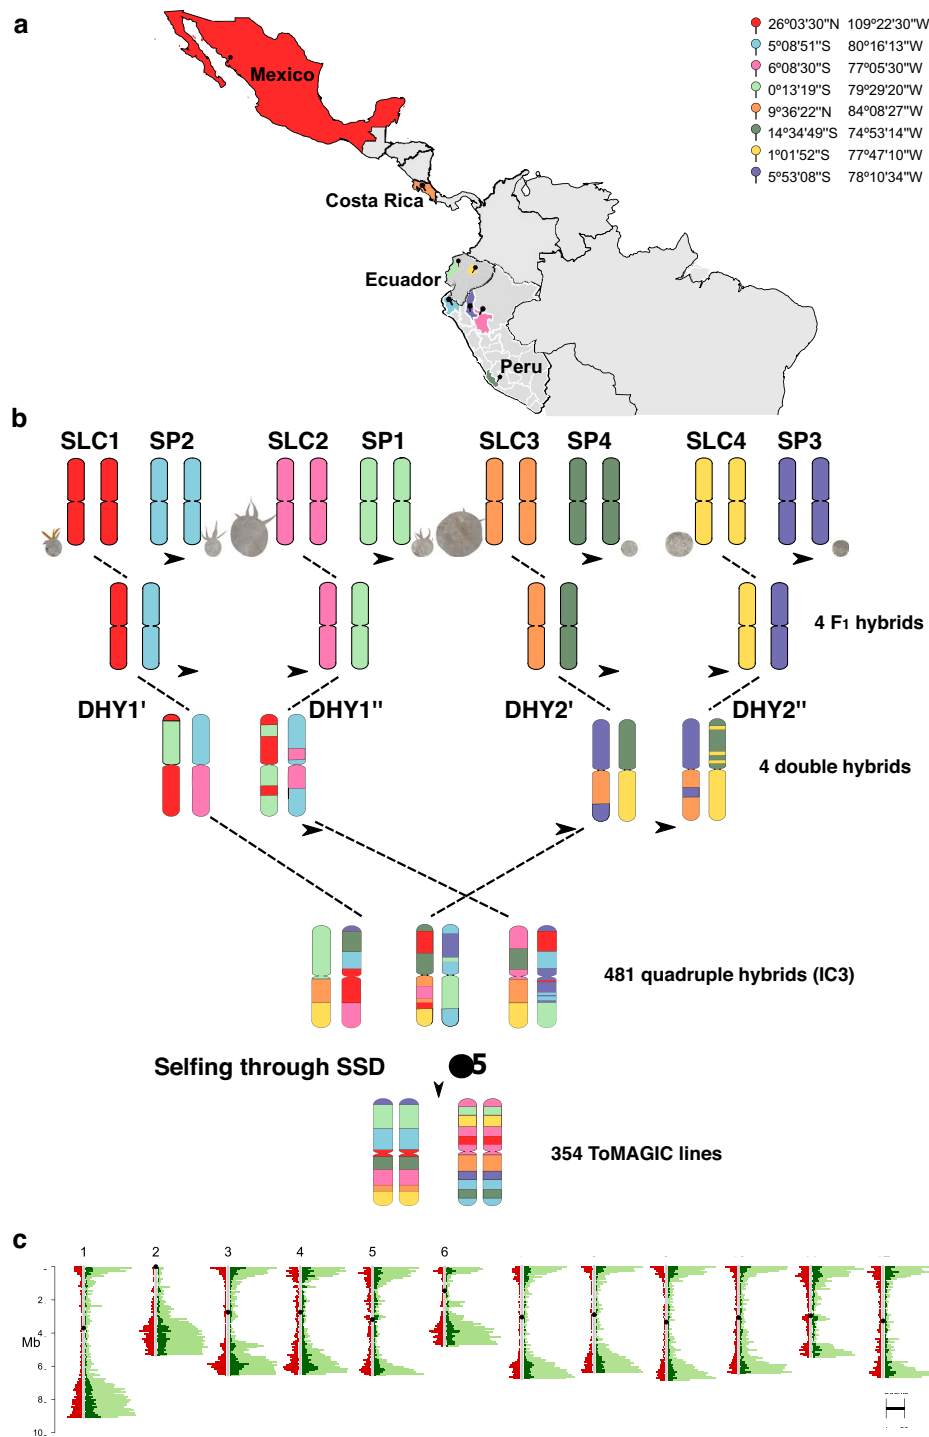 a
26º03'30"N 109º22'30"W
5º08'51''S 80º16'13"W
6º08'30"S 77º05'30"W
0º13'19"S 79º29'20"W
9º36'22"N 84º08'27"W
14º34'49"S 74º53'14"W
1º01'52"S 77º47'10"W
5º53'08"S 78º10'34"W
Mexico
Costa Rica
Ecuador
Peru
b
SLC1 SP2 SLC2 SP1 SLC3 SP4 SLC4 SP3
4 F1 hybrids
DHY1' DHY1'' DHY2' DHY2''
4 double hybrids
481 quadruple hybrids (IC3)
Selfing through SSD 5
354 ToMAGIC lines
c
1 2 3 4 5 6
2
Mb 4
6
8
10